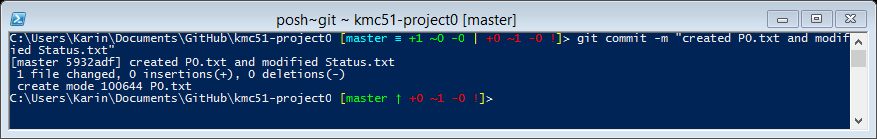 posh~git ~ kmc51-project0 [master]
C:\Users\Karin\Documents\GitHub\kmc51-project0 [master ≡ +1 ~0 -0 | +0 ~1 -0 !]> git commit -m "created P0.txt and modif
ied Status.txt"
[master 5932adf] created P0.txt and modified Status.txt
 1 file changed, 0 insertions(+), 0 deletions(-)
 create mode 100644 P0.txt
C:\Users\Karin\Documents\GitHub\kmc51-project0 [master ↑ +0 ~1 -0 !]>